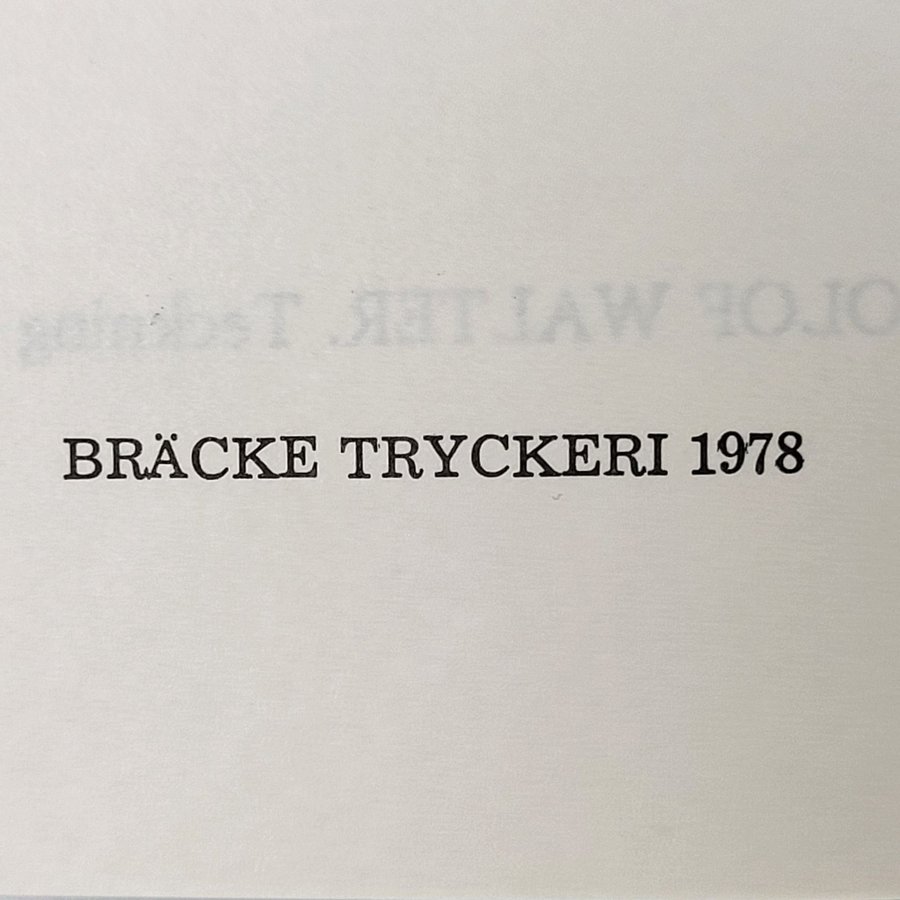 OLOF WALTER. Teckning
BRÄCKE TRYCKERI 1978